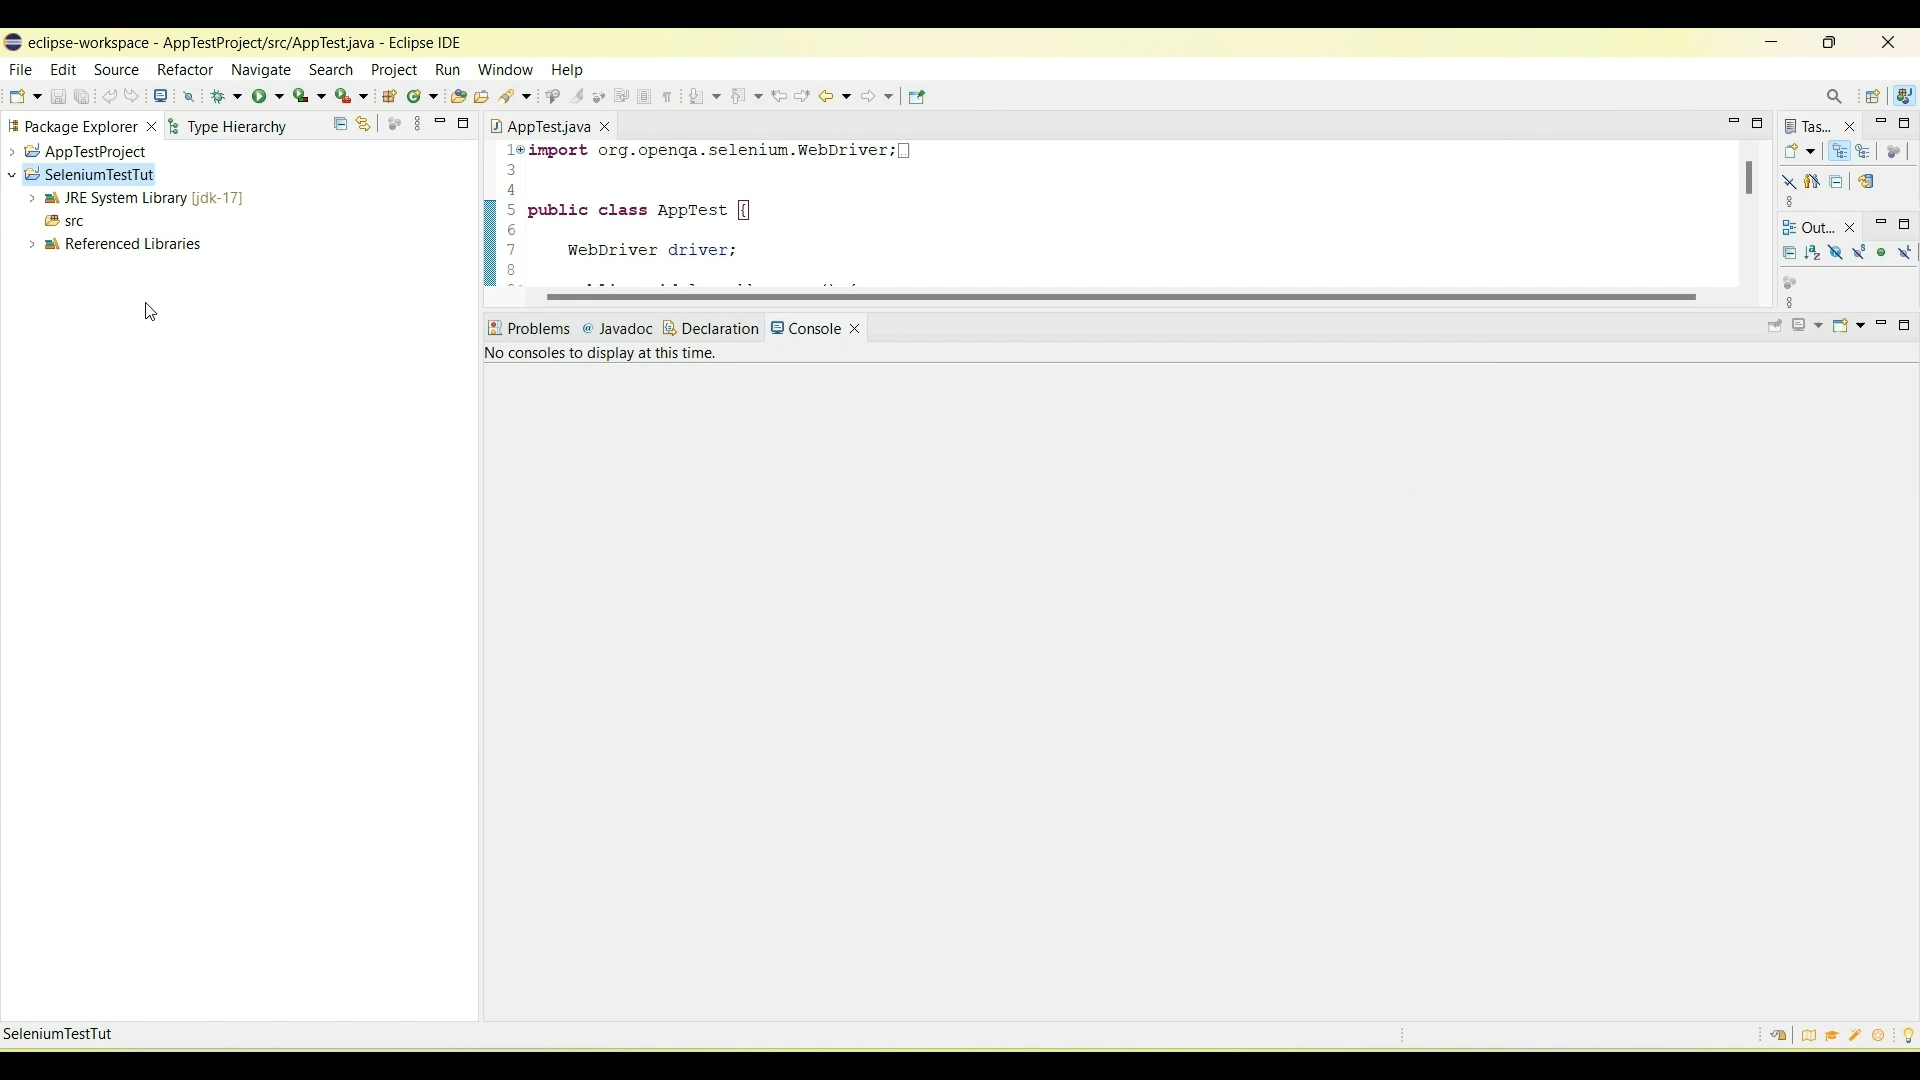 eclipse-workspace - AppTestProject/src/AppTest.java - Eclipse IDE
File Edit Source Refactor Navigate Search Project Run Window Help
Package Explorer Type Hierarchy
AppTestProject
SeleniumTestTut
JRE System Library [jdk-17]
src
Referenced Libraries
AppTest.java
1 import org.openqa.selenium.WebDriver;
3
4
5 public class AppTest {
6
7 WebDriver driver;
8
Tas...
Out...
Problems @ Javadoc Declaration Console
No consoles to display at this time.
SeleniumTestTut